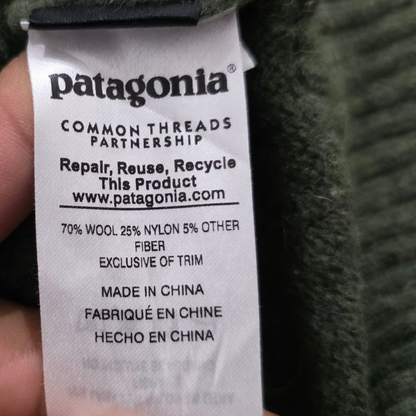 patagonia®
COMMON THREADS
PARTNERSHIP
Repair, Reuse, Recycle
This Product
www.patagonia.com
70% WOOL 25% NYLON 5% OTHER
FIBER
EXCLUSIVE OF TRIM
MADE IN CHINA
FABRIQUÉ EN CHINE
HECHO EN CHINA